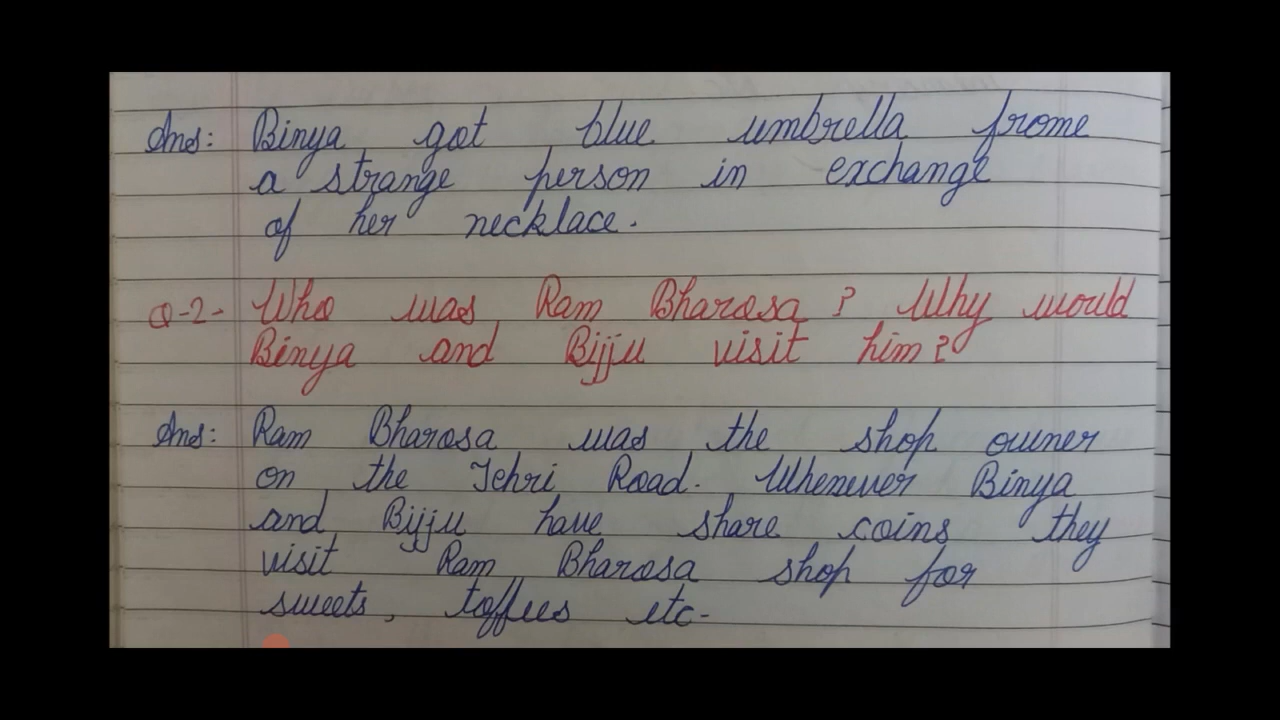 Ans: Binya got blue umbrella frome
a strange person in exchange
of her necklace.
Q-2- Who was Ram Bharosa? Why would
Binya and Bijju visit him?
Ans: Ram Bharosa was the shop owner
on the Tehri Road. Whenever Binya
and Bijju have share coins they
visit Ram Bharosa shop for
sweets, toffees etc-